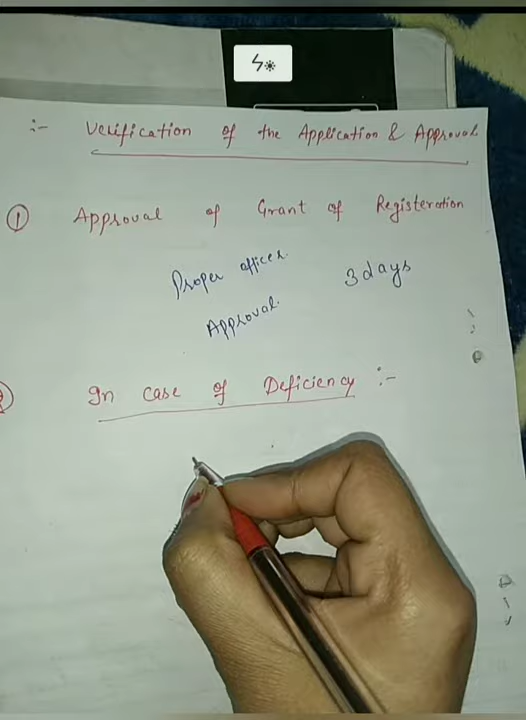 :- Verification of the Application & Approval
① Approval of Grant of Registeration
Proper officer. 3 days
Approval.
In case of Deficiency :-